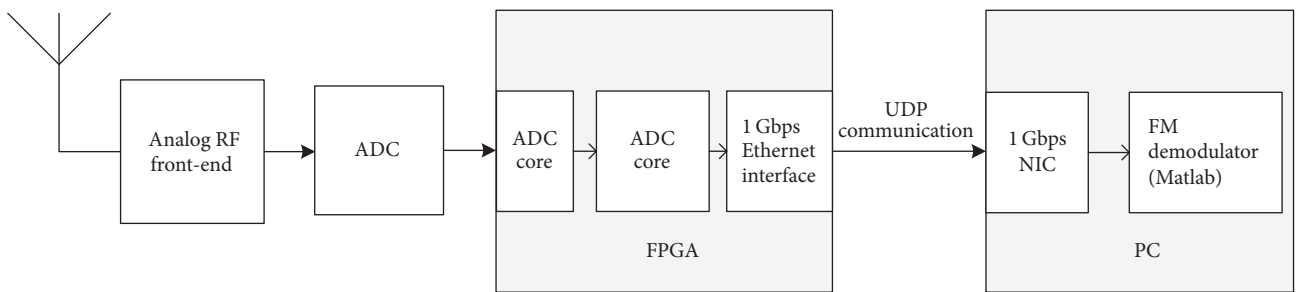 Analog RF
front-end
ADC
ADC
core
ADC
core
1 Gbps
Ethernet
interface
FPGA
UDP
communication
1 Gbps
NIC
FM
demodulator
(Matlab)
PC